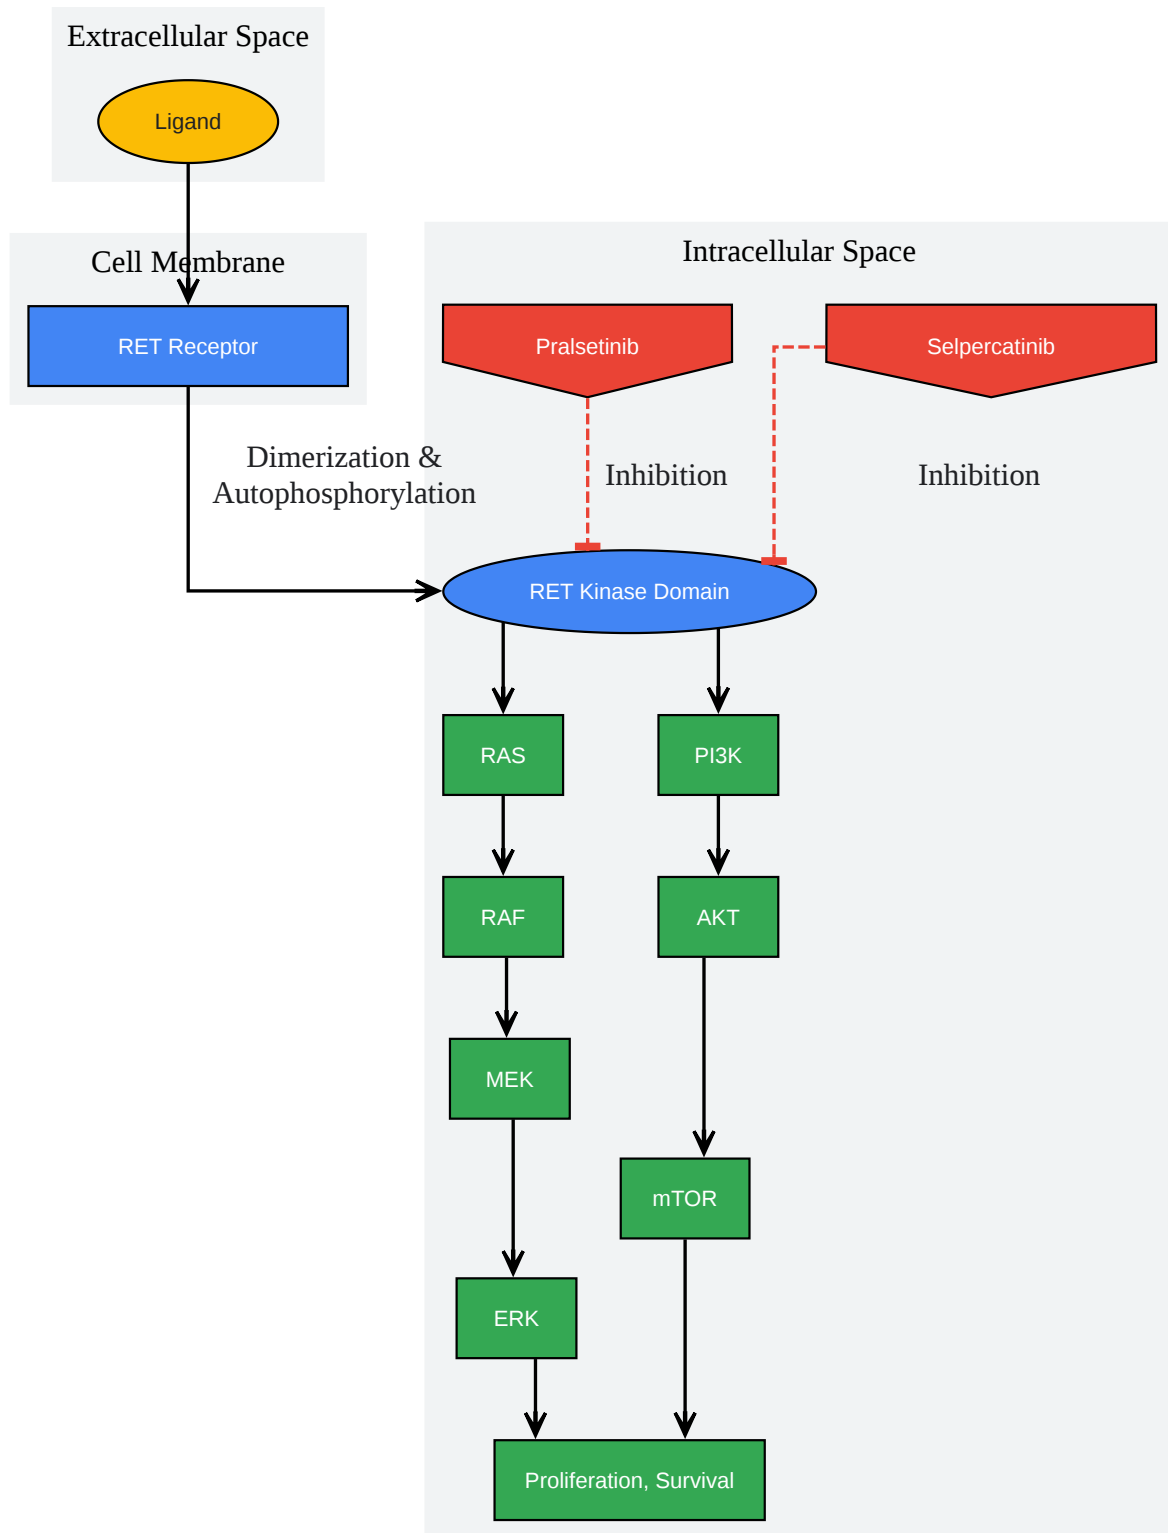 Extracellular Space
Ligand
Cell Membrane
RET Receptor
Intracellular Space
Pralsetinib
Selpercatinib
Dimerization &
Autophosphorylation
Inhibition
Inhibition
RET Kinase Domain
RAS
PI3K
RAF
AKT
MEK
mTOR
ERK
Proliferation, Survival